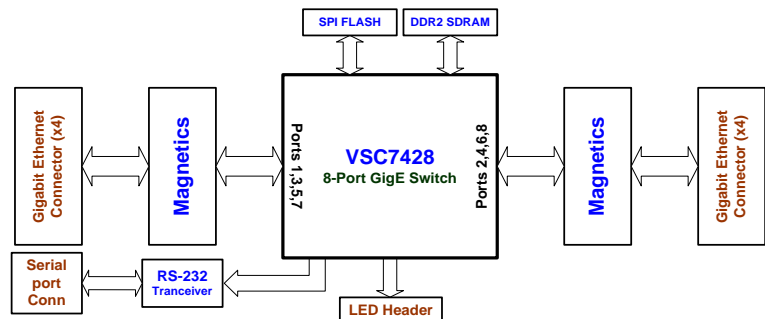 SPI FLASH
DDR2 SDRAM
Gigabit Ethernet
Connector (x4)
Magnetics
Ports 1,3,5,7
VSC7428
8-Port GigE Switch
Ports 2,4,6,8
Magnetics
Gigabit Ethernet
Connector (x4)
Serial
port
Conn
RS-232
Tranceiver
LED Header